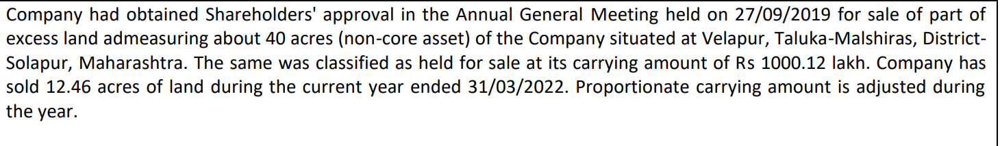 Company had obtained Shareholders' approval in the Annual General Meeting held on 27/09/2019 for sale of part of
excess land admeasuring about 40 acres (non-core asset) of the Company situated at Velapur, Taluka-Malshiras, District-
Solapur, Maharashtra. The same was classified as held for sale at its carrying amount of Rs 1000.12 lakh. Company has
sold 12.46 acres of land during the current year ended 31/03/2022. Proportionate carrying amount is adjusted during
the year.